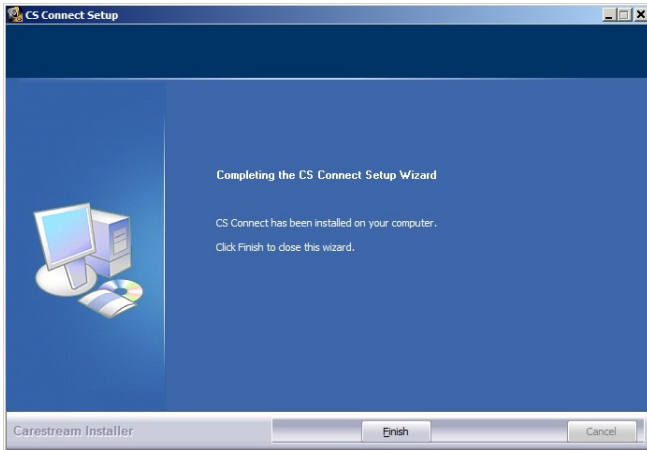 CS Connect Setup
Completing the CS Connect Setup Wizard
CS Connect has been installed on your computer.
Click Finish to close this wizard.
Carestream Installer
Finish
Cancel